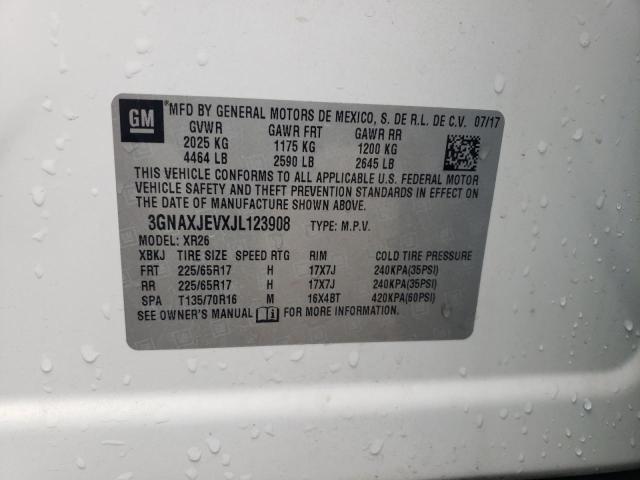 GM
MFD BY GENERAL MOTORS DE MEXICO, S. DE R.L. DE C.V. 07/17
GVWR GAWR FRT GAWR RR
2025 KG 1175 KG 1200 KG
4464 LB 2590 LB 2645 LB
THIS VEHICLE CONFORMS TO ALL APPLICABLE U.S. FEDERAL MOTOR
VEHICLE SAFETY AND THEFT PREVENTION STANDARDS IN EFFECT ON THE
DATE OF MANUFACTURE SHOWN ABOVE.
3GNAXJEVXJL123908 TYPE: M.P.V.
MODEL: XR26
XBKJ TIRE SIZE SPEED RTG RIM COLD TIRE PRESSURE
FRT 225/65R17 H 17X7J 240KPA(35PSI)
RR 225/65R17 H 17X7J 240KPA(35PSI)
SPA T135/70R16 M 16X4BT 420KPA(60PSI)
SEE OWNER'S MANUAL FOR MORE INFORMATION.